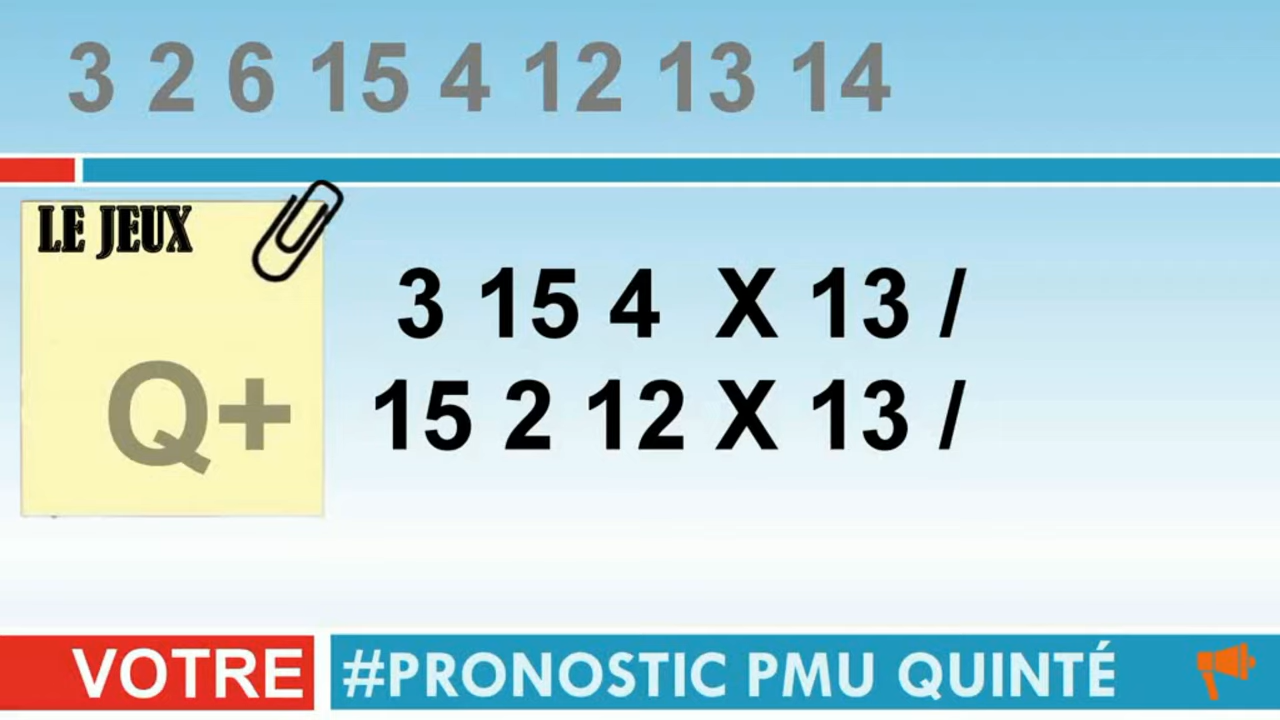 3 2 6 15 4 12 13 14
LE JEUX
Q+
3 15 4 X 13 /
15 2 12 X 13 /
VOTRE #PRONOSTIC PMU QUINTÉ